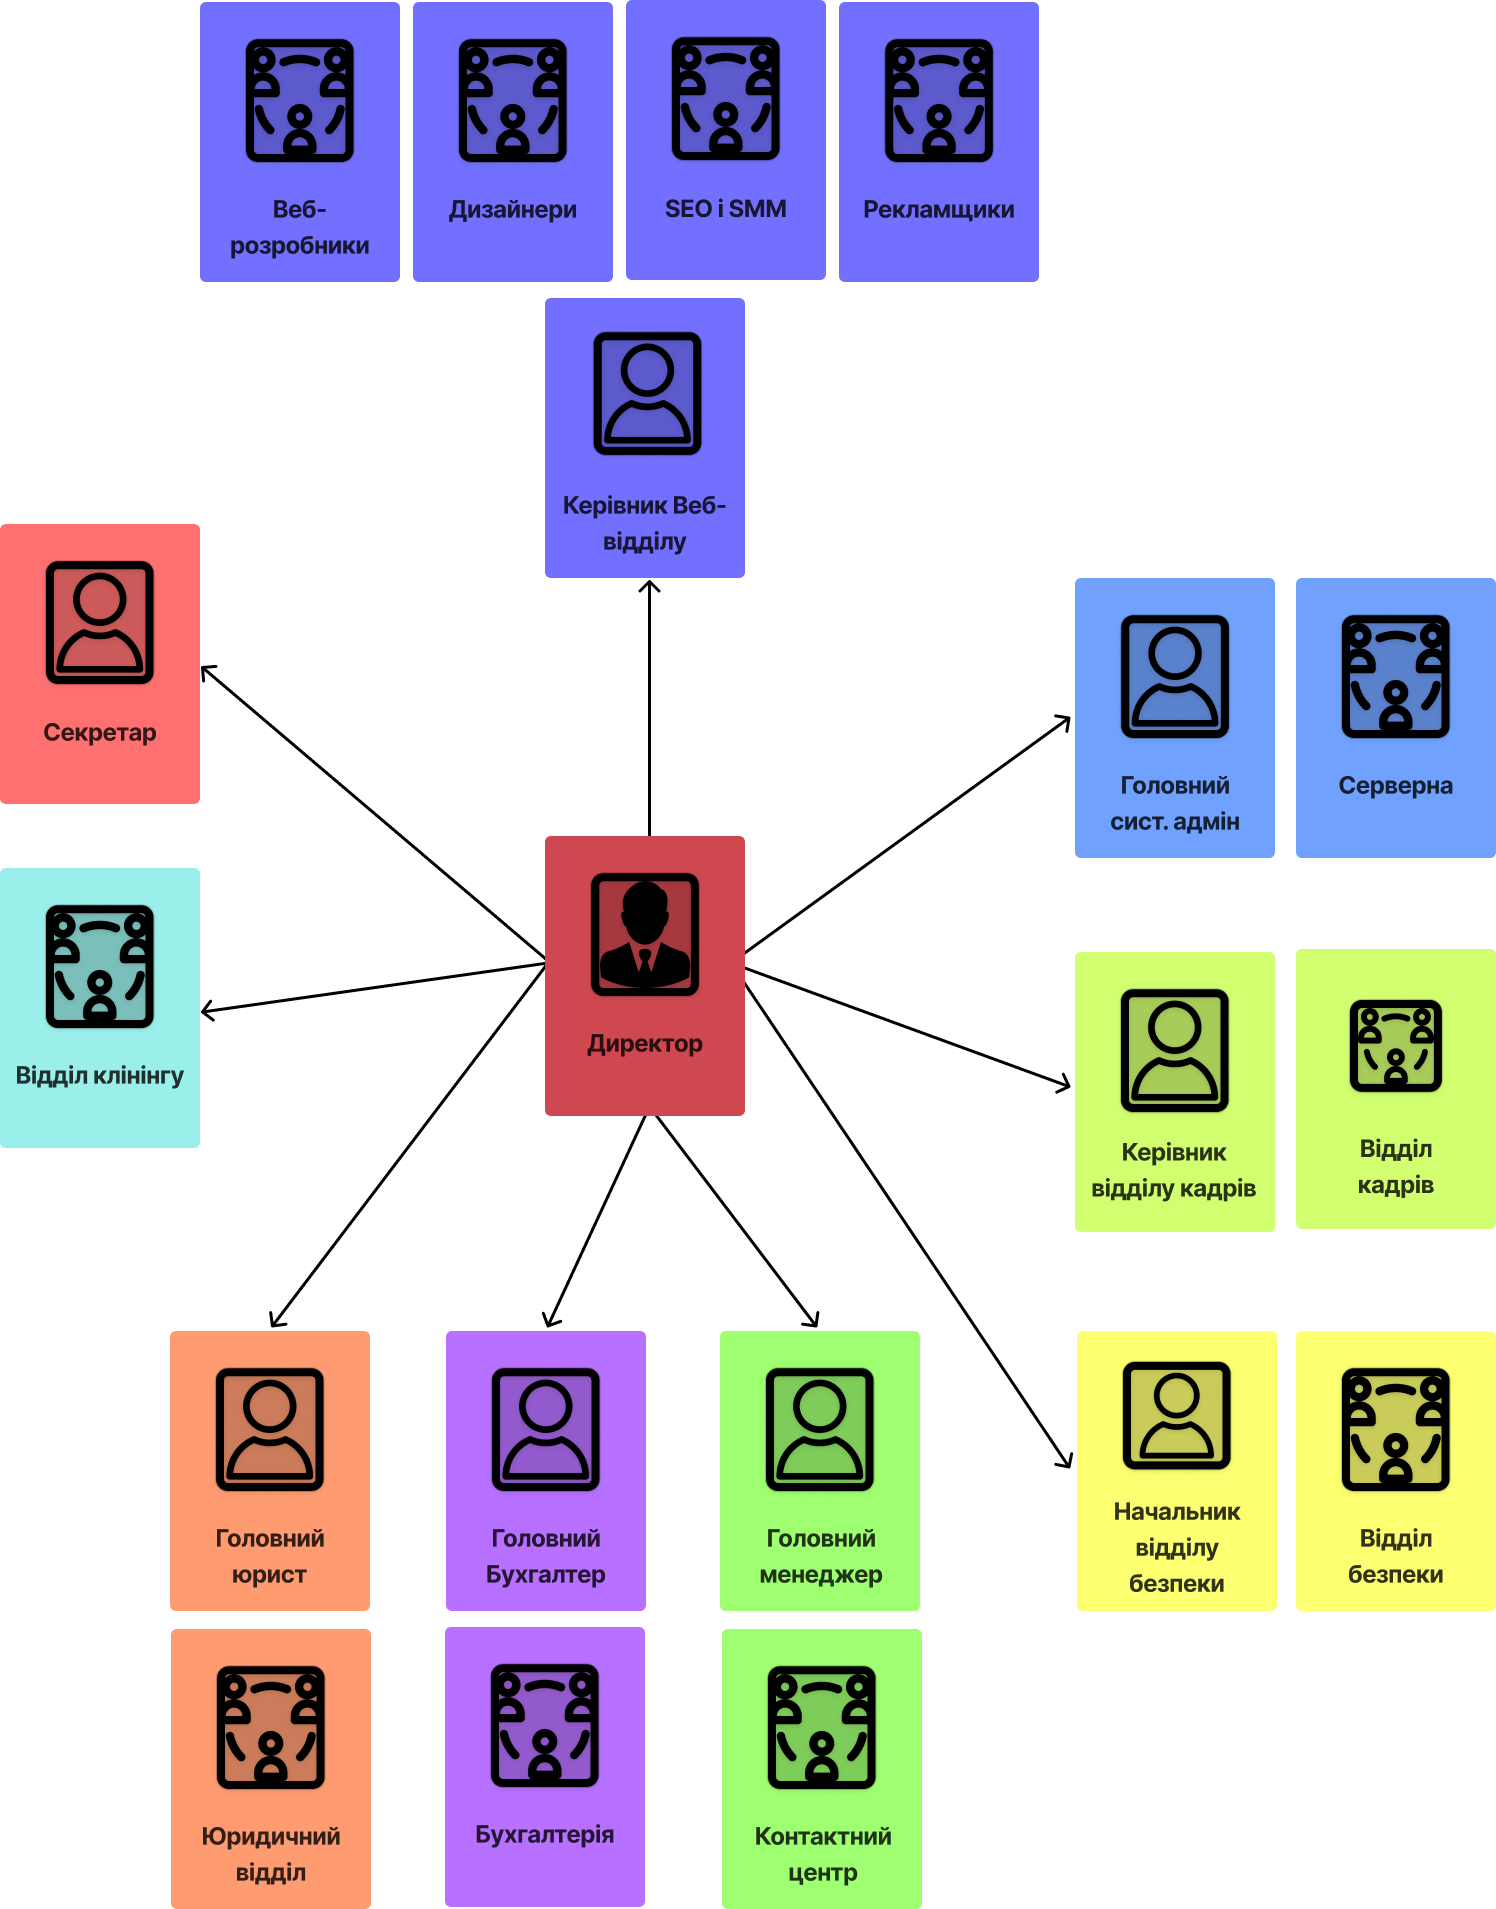 Веб-
розробники
Дизайнери
SEO і SMM
Рекламщики
Керівник Веб-
відділу
Секретар
Головний
сист. адмін
Серверна
Відділ клінінгу
Директор
Керівник
відділу кадрів
Відділ
кадрів
Головний
юрист
Головний
Бухгалтер
Головний
менеджер
Начальник
відділу
безпеки
Відділ
безпеки
Юридичний
відділ
Бухгалтерія
Контактний
центр